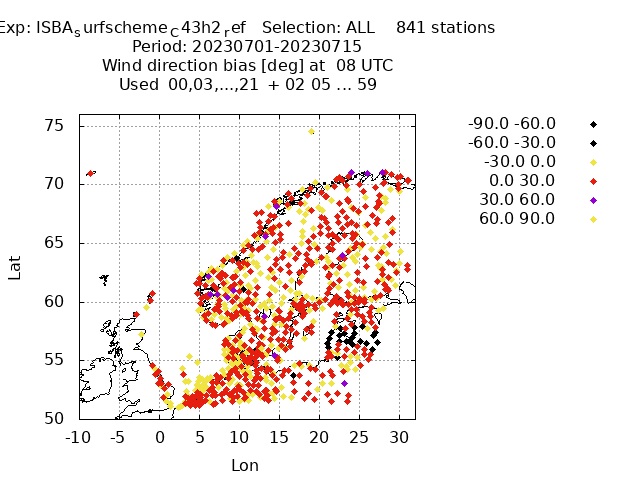 Exp: ISBAsurfschemeC43h2ref Selection: ALL 841 stations
Period: 20230701-20230715
Wind direction bias [deg] at 08 UTC
Used 00,03,...,21 + 02 05 ... 59
-90.0 -60.0
-60.0 -30.0
-30.0 0.0
0.0 30.0
30.0 60.0
60.0 90.0
75
70
65
60
55
50
Lat
-10 -5 0 5 10 15 20 25 30
Lon